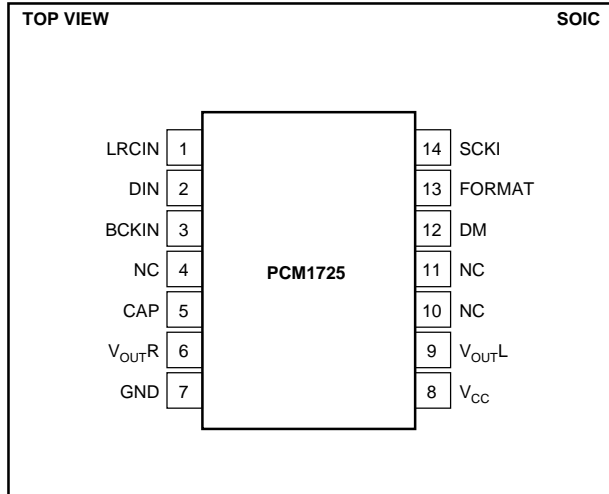 TOP VIEW SOIC
LRCIN 1 14 SCKI
DIN 2 13 FORMAT
BCKIN 3 12 DM
NC 4 11 NC
PCM1725
CAP 5 10 NC
VOUTR 6 9 VOUTL
GND 7 8 VCC